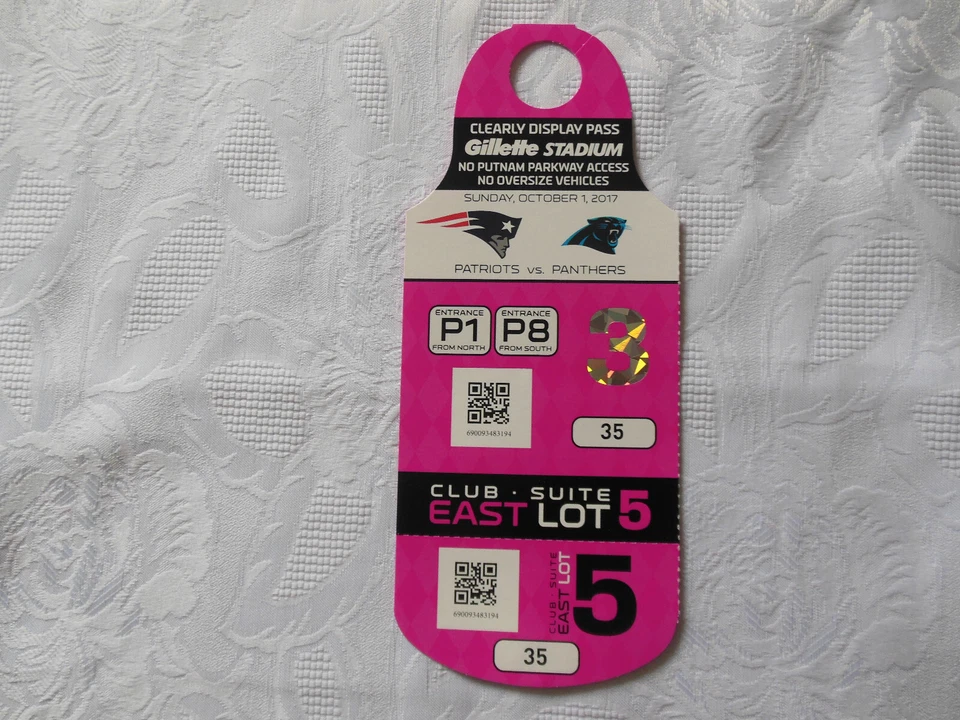 CLEARLY DISPLAY PASS
Gillette STADIUM
NO PUTNAM PARKWAY ACCESS
NO OVERSIZE VEHICLES
SUNDAY, OCTOBER 1, 2017
PATRIOTS vs. PANTHERS
ENTRANCE
P1
FROM NORTH
ENTRANCE
P8
FROM SOUTH
3
690093483194
35
CLUB · SUITE
EAST LOT 5
690093483194
CLUB · SUITE
EAST LOT
5
35